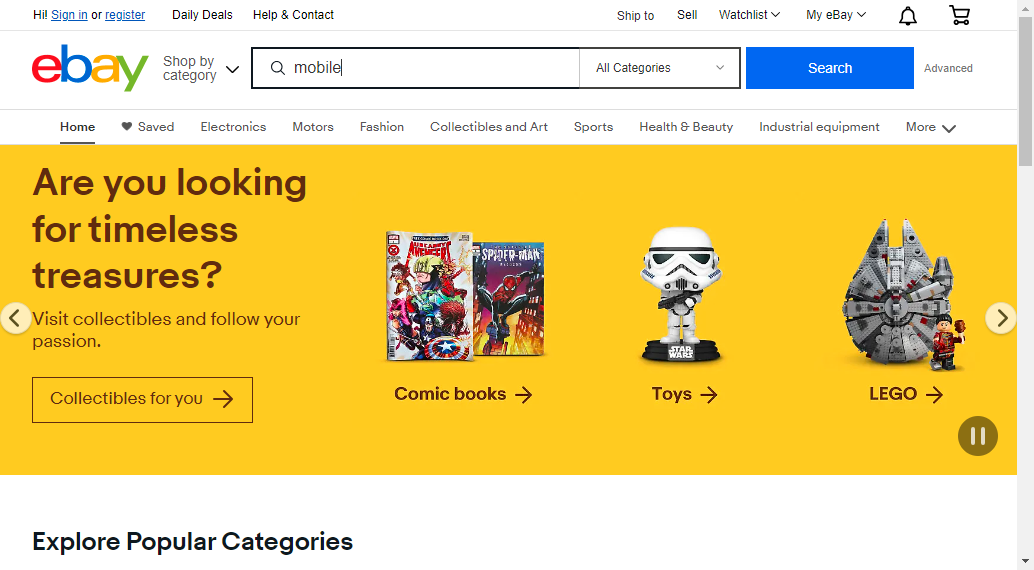 Hi! Sign in or register Daily Deals Help & Contact Ship to Sell Watchlist My eBay
ebay Shop by category mobile All Categories Search Advanced
Home Saved Electronics Motors Fashion Collectibles and Art Sports Health & Beauty Industrial equipment More
Are you looking
for timeless
treasures?
Visit collectibles and follow your
passion.
Collectibles for you
AVENGERS
SPIDER-MAN
STAR
WARS
Comic books
Toys
LEGO
Explore Popular Categories